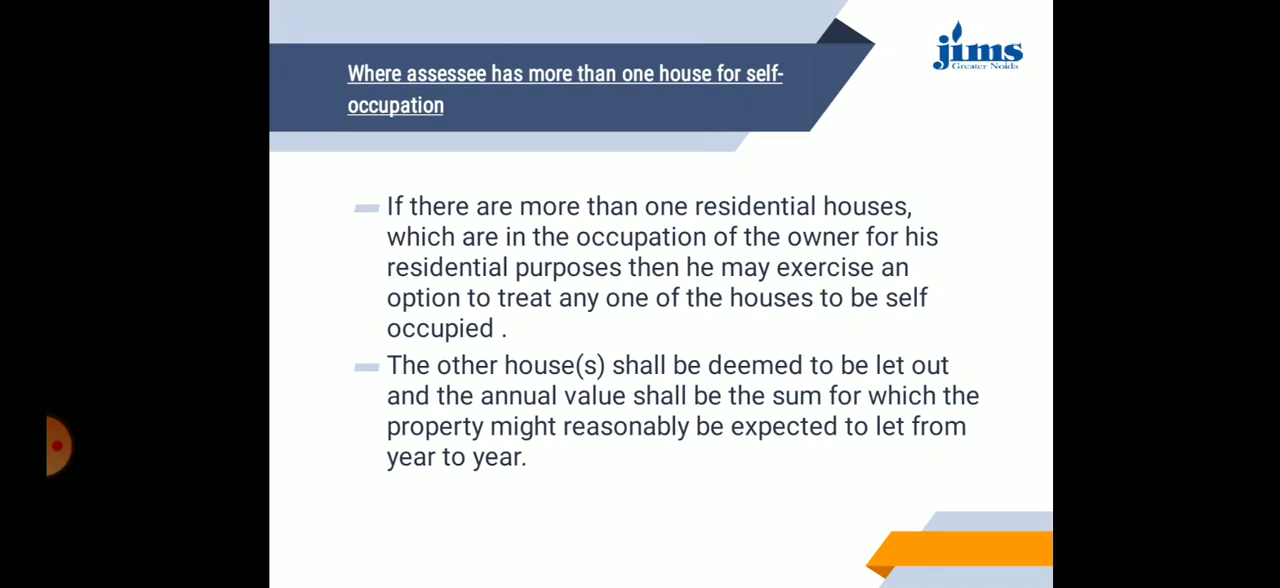 jims
Greater Noida
Where assessee has more than one house for self-
occupation
If there are more than one residential houses,
which are in the occupation of the owner for his
residential purposes then he may exercise an
option to treat any one of the houses to be self
occupied .
The other house(s) shall be deemed to be let out
and the annual value shall be the sum for which the
property might reasonably be expected to let from
year to year.